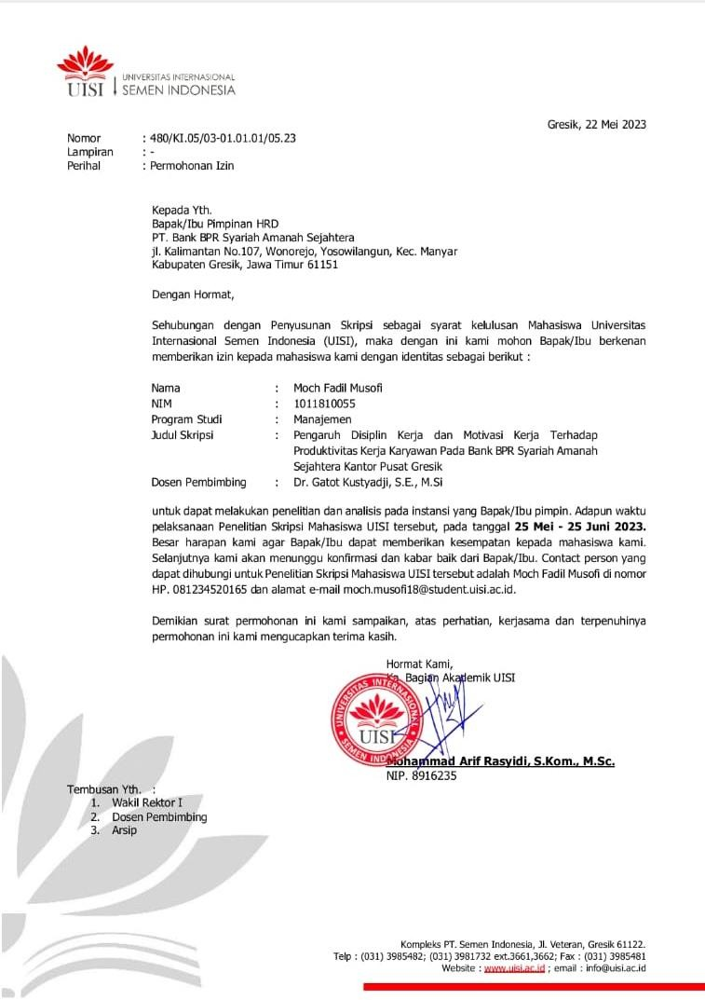 UISI
UNIVERSITAS INTERNASIONAL
SEMEN INDONESIA
Gresik, 22 Mei 2023
Nomor : 480/KI.05/03-01.01.01/05.23
Lampiran : -
Perihal : Permohonan Izin
Kepada Yth.
Bapak/Ibu Pimpinan HRD
PT. Bank BPR Syariah Amanah Sejahtera
jl. Kalimantan No.107, Wonorejo, Yosowilangun, Kec. Manyar
Kabupaten Gresik, Jawa Timur 61151
Dengan Hormat,
Sehubungan dengan Penyusunan Skripsi sebagai syarat kelulusan Mahasiswa Universitas
Internasional Semen Indonesia (UISI), maka dengan ini kami mohon Bapak/Ibu berkenan
memberikan izin kepada mahasiswa kami dengan identitas sebagai berikut :
Nama : Moch Fadil Musofi
NIM : 1011810055
Program Studi : Manajemen
Judul Skripsi : Pengaruh Disiplin Kerja dan Motivasi Kerja Terhadap
Produktivitas Kerja Karyawan Pada Bank BPR Syariah Amanah
Sejahtera Kantor Pusat Gresik
Dosen Pembimbing : Dr. Gatot Kustyadji, S.E., M.Si
untuk dapat melakukan penelitian dan analisis pada instansi yang Bapak/Ibu pimpin. Adapun waktu
pelaksanaan Penelitian Skripsi Mahasiswa UISI tersebut, pada tanggal 25 Mei - 25 Juni 2023.
Besar harapan kami agar Bapak/Ibu dapat memberikan kesempatan kepada mahasiswa kami.
Selanjutnya kami akan menunggu konfirmasi dan kabar baik dari Bapak/Ibu. Contact person yang
dapat dihubungi untuk Penelitian Skripsi Mahasiswa UISI tersebut adalah Moch Fadil Musofi di nomor
HP. 081234520165 dan alamat e-mail moch.musofi18@student.uisi.ac.id.
Demikian surat permohonan ini kami sampaikan, atas perhatian, kerjasama dan terpenuhinya
permohonan ini kami mengucapkan terima kasih.
Hormat Kami,
Ka. Bagian Akademik UISI
UNIVERSITAS INTERNASIONAL
UISI
SEMEN INDONESIA
Mohammad Arif Rasyidi, S.Kom., M.Sc.
NIP. 8916235
Tembusan Yth. :
1. Wakil Rektor I
2. Dosen Pembimbing
3. Arsip
Kompleks PT. Semen Indonesia, Jl. Veteran, Gresik 61122.
Telp : (031) 3985482; (031) 3981732 ext.3661,3662; Fax : (031) 3985481
Website : www.uisi.ac.id ; email : info@uisi.ac.id